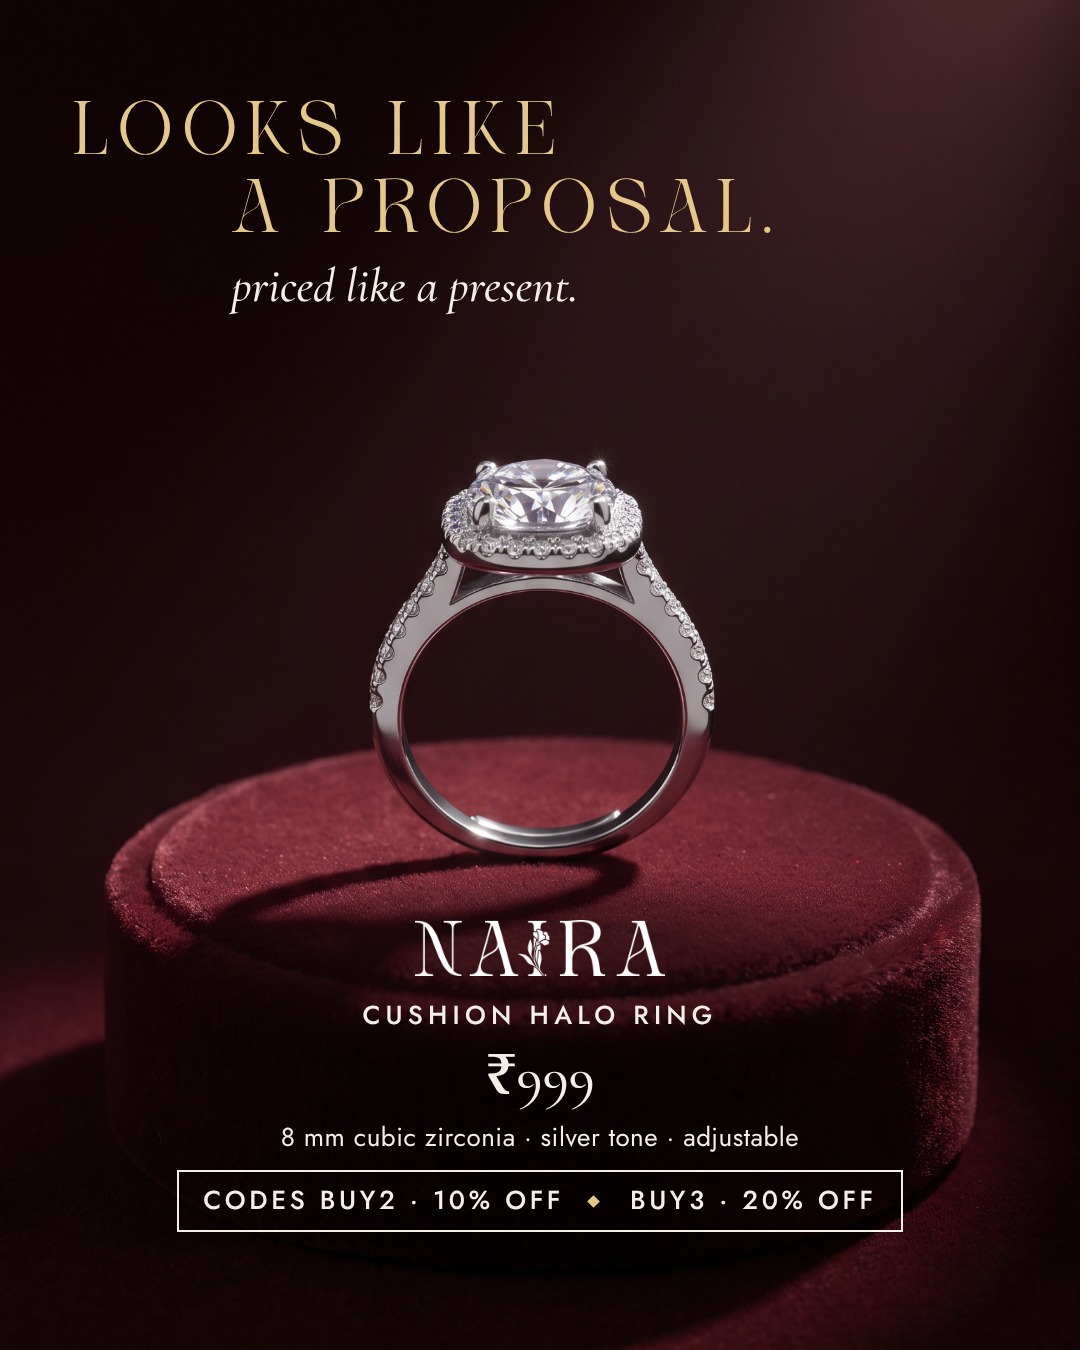 LOOKS LIKE
A PROPOSAL.
priced like a present.
NAIRA
CUSHION HALO RING
₹999
8 mm cubic zirconia · silver tone · adjustable
CODES BUY2 · 10% OFF ◆ BUY3 · 20% OFF